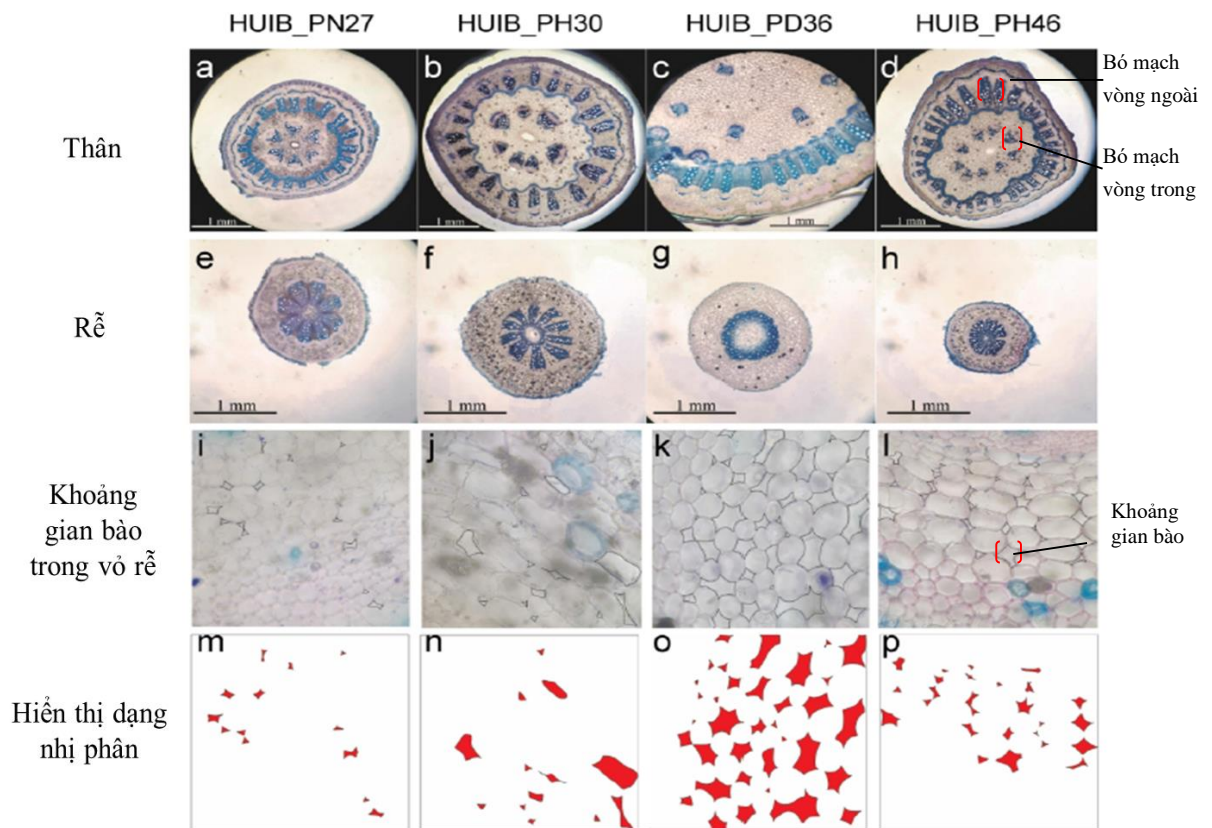 HUIB_PN27 HUIB_PH30 HUIB_PD36 HUIB_PH46
Thân
a b c d
1 mm 1 mm 1 mm 1 mm
Bó mạch
vòng ngoài
Bó mạch
vòng trong
Rễ
e f g h
1 mm 1 mm 1 mm 1 mm
Khoảng
gian bào
trong vỏ rễ
i j k l
Khoảng
gian bào
Hiển thị dạng
nhị phân
m n o p